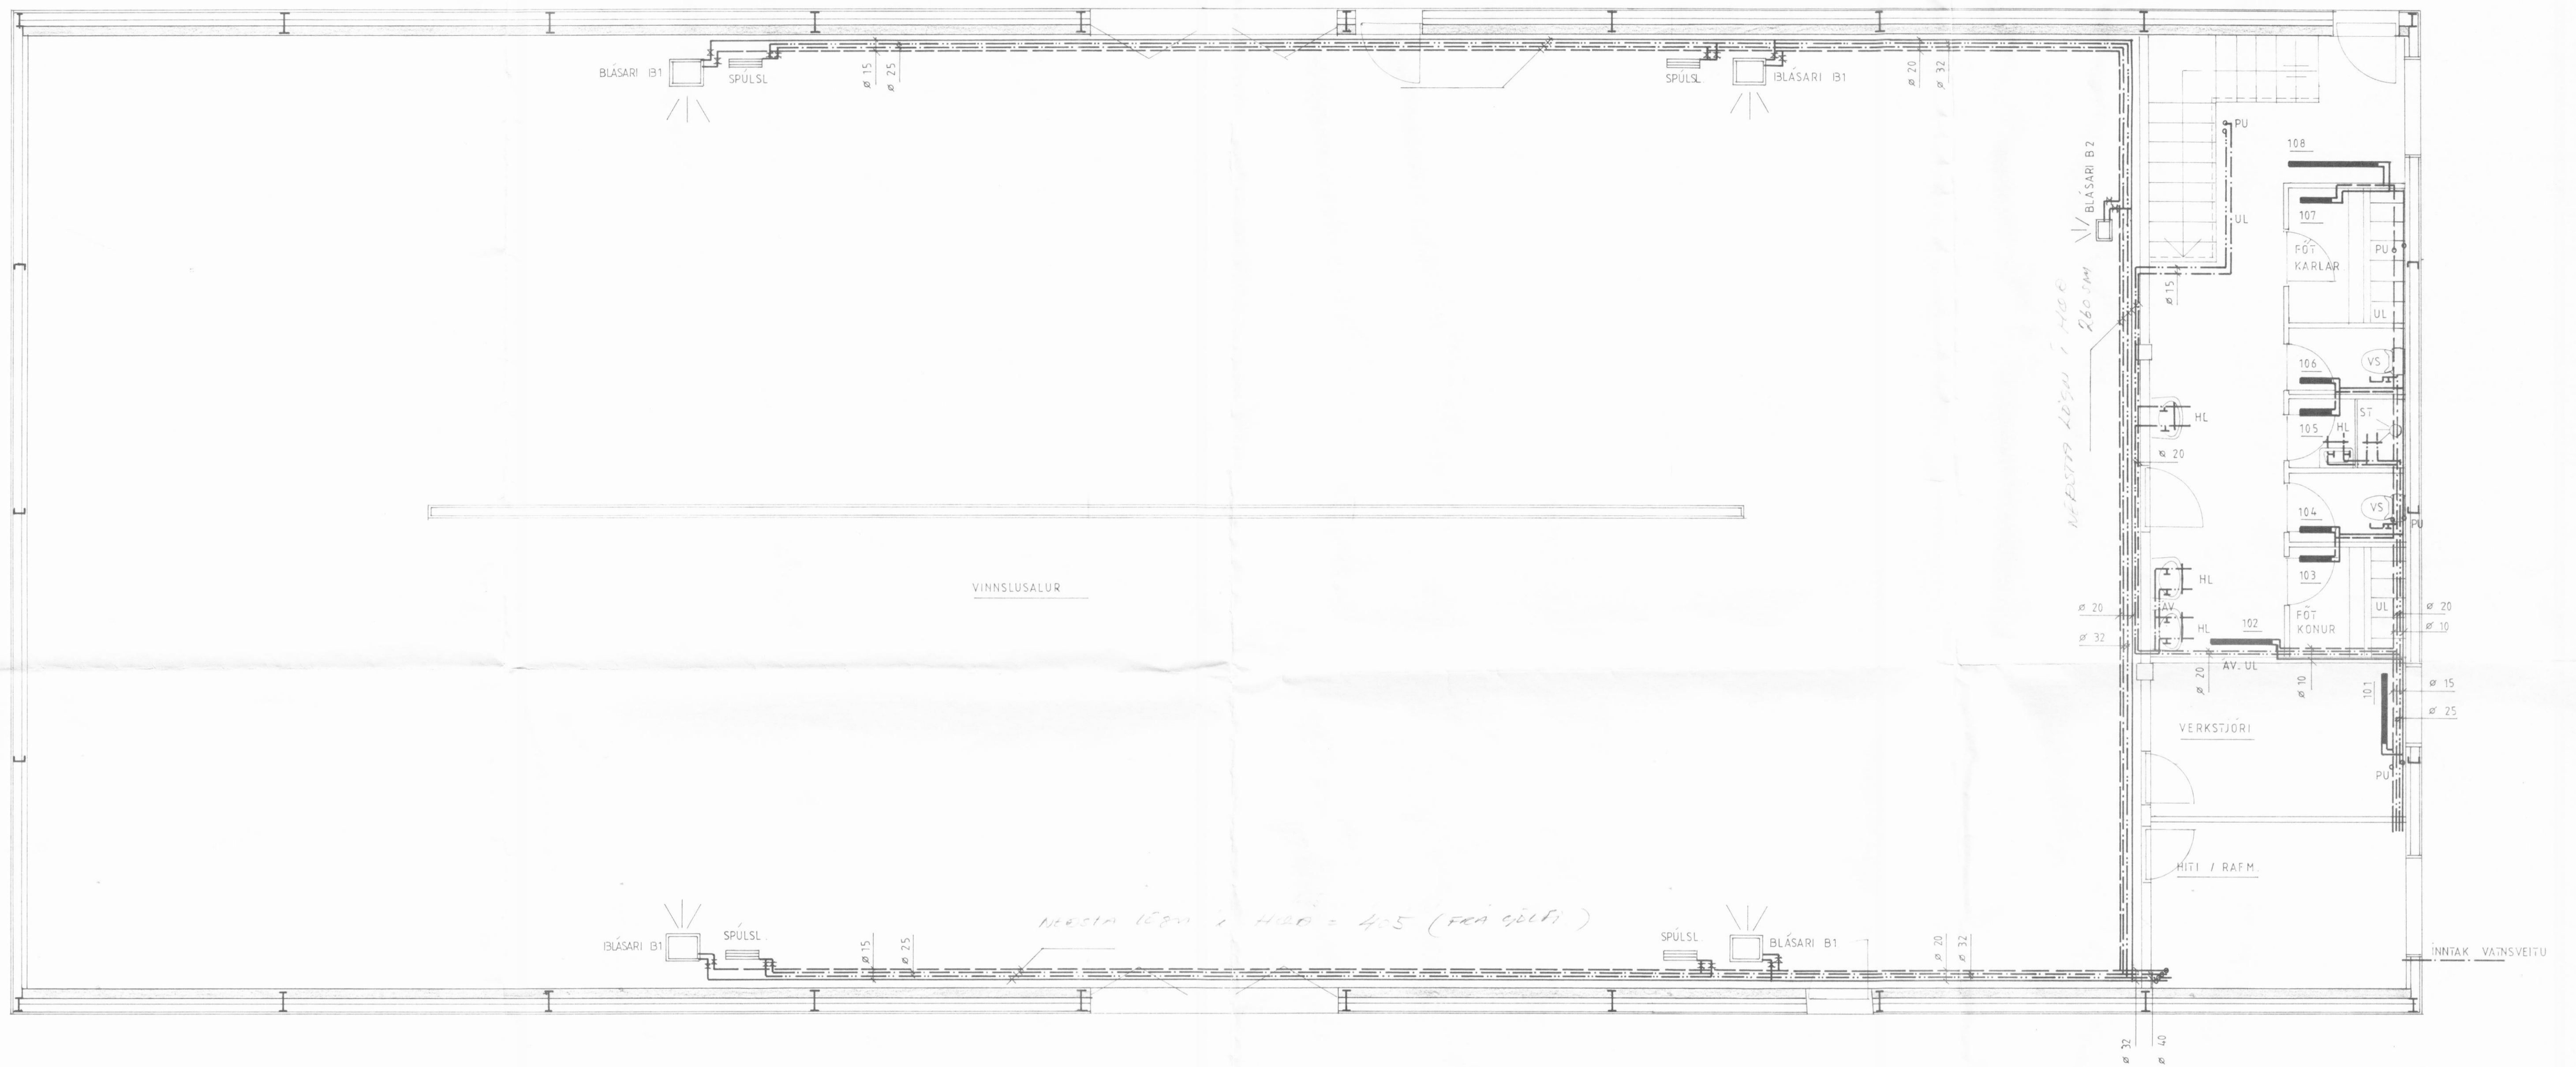 BLÁSARI B1
SPÚLSL
Ø 15
Ø 25
SPÚLSL
BLÁSARI B1
Ø 20
Ø 32
BLÁSARI B2
PU
UL
Ø 15
108
107
FÖT
KARLAR
PU
UL
106
VS
HL
Ø 20
105
HL
ST
104
VS
PU
103
FÖT
KONUR
UL
Ø 20
Ø 10
HL
AV
HL
Ø 20
Ø 32
102
AV. UL
Ø 20
Ø 10
101
Ø 15
Ø 25
260 SM
VINNSLUSALUR
VERKSTJÓRI
PU
HITI / RAFM.
INNTAK VATNSVEITU
BLÁSARI B1
SPÚLSL
Ø 15
Ø 25
SPÚLSL
BLÁSARI B1
Ø 20
Ø 32
Ø 32
Ø 40